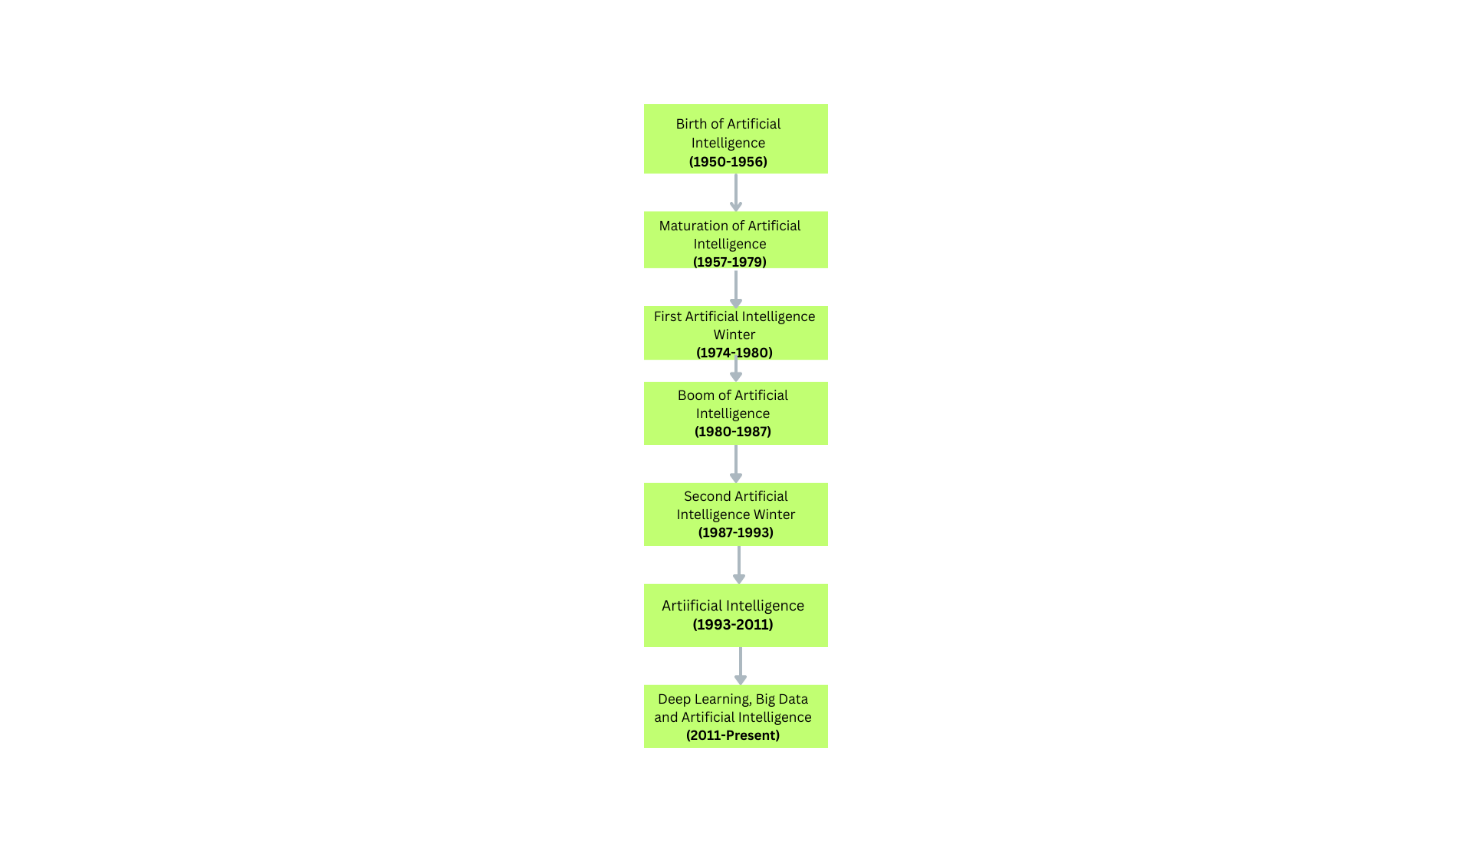 Birth of Artificial
Intelligence
(1950-1956)
Maturation of Artificial
Intelligence
(1957-1979)
First Artificial Intelligence
Winter
(1974-1980)
Boom of Artificial
Intelligence
(1980-1987)
Second Artificial
Intelligence Winter
(1987-1993)
Artiificial Intelligence
(1993-2011)
Deep Learning, Big Data
and Artificial Intelligence
(2011-Present)